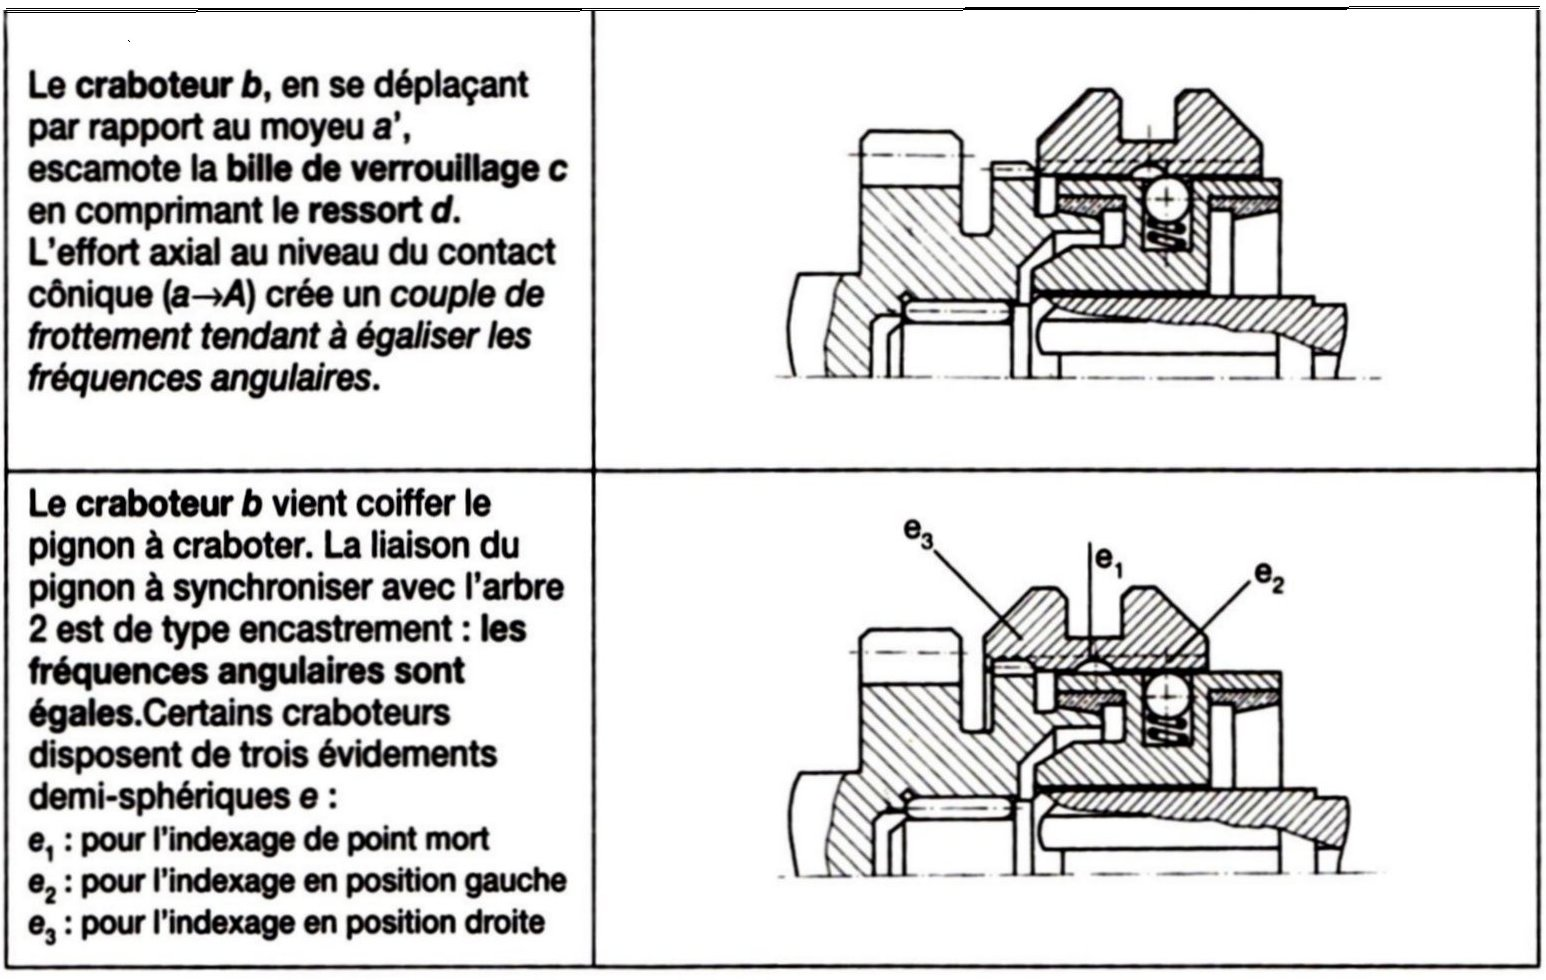 Le craboteur b, en se déplaçant
par rapport au moyeu a',
escamote la bille de verrouillage c
en comprimant le ressort d.
L'effort axial au niveau du contact
cônique (a→A) crée un couple de
frottement tendant à égaliser les
fréquences angulaires.
Le craboteur b vient coiffer le
pignon à craboter. La liaison du
pignon à synchroniser avec l'arbre
2 est de type encastrement : les
fréquences angulaires sont
égales.Certains craboteurs
disposent de trois évidements
demi-sphériques e :
e₁ : pour l'indexage de point mort
e₂ : pour l'indexage en position gauche
e₃ : pour l'indexage en position droite
e₃
e₁
e₂